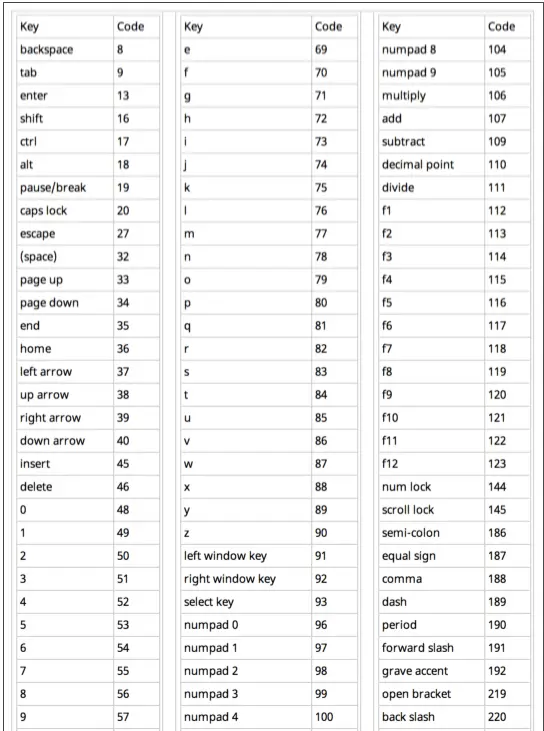 Key Code Key Code Key Code
backspace 8 e 69 numpad 8 104
tab 9 f 70 numpad 9 105
enter 13 g 71 multiply 106
shift 16 h 72 add 107
ctrl 17 i 73 subtract 109
alt 18 j 74 decimal point 110
pause/break 19 k 75 divide 111
caps lock 20 l 76 f1 112
escape 27 m 77 f2 113
(space) 32 n 78 f3 114
page up 33 o 79 f4 115
page down 34 p 80 f5 116
end 35 q 81 f6 117
home 36 r 82 f7 118
left arrow 37 s 83 f8 119
up arrow 38 t 84 f9 120
right arrow 39 u 85 f10 121
down arrow 40 v 86 f11 122
insert 45 w 87 f12 123
delete 46 x 88 num lock 144
0 48 y 89 scroll lock 145
1 49 z 90 semi-colon 186
2 50 left window key 91 equal sign 187
3 51 right window key 92 comma 188
4 52 select key 93 dash 189
5 53 numpad 0 96 period 190
6 54 numpad 1 97 forward slash 191
7 55 numpad 2 98 grave accent 192
8 56 numpad 3 99 open bracket 219
9 57 numpad 4 100 back slash 220